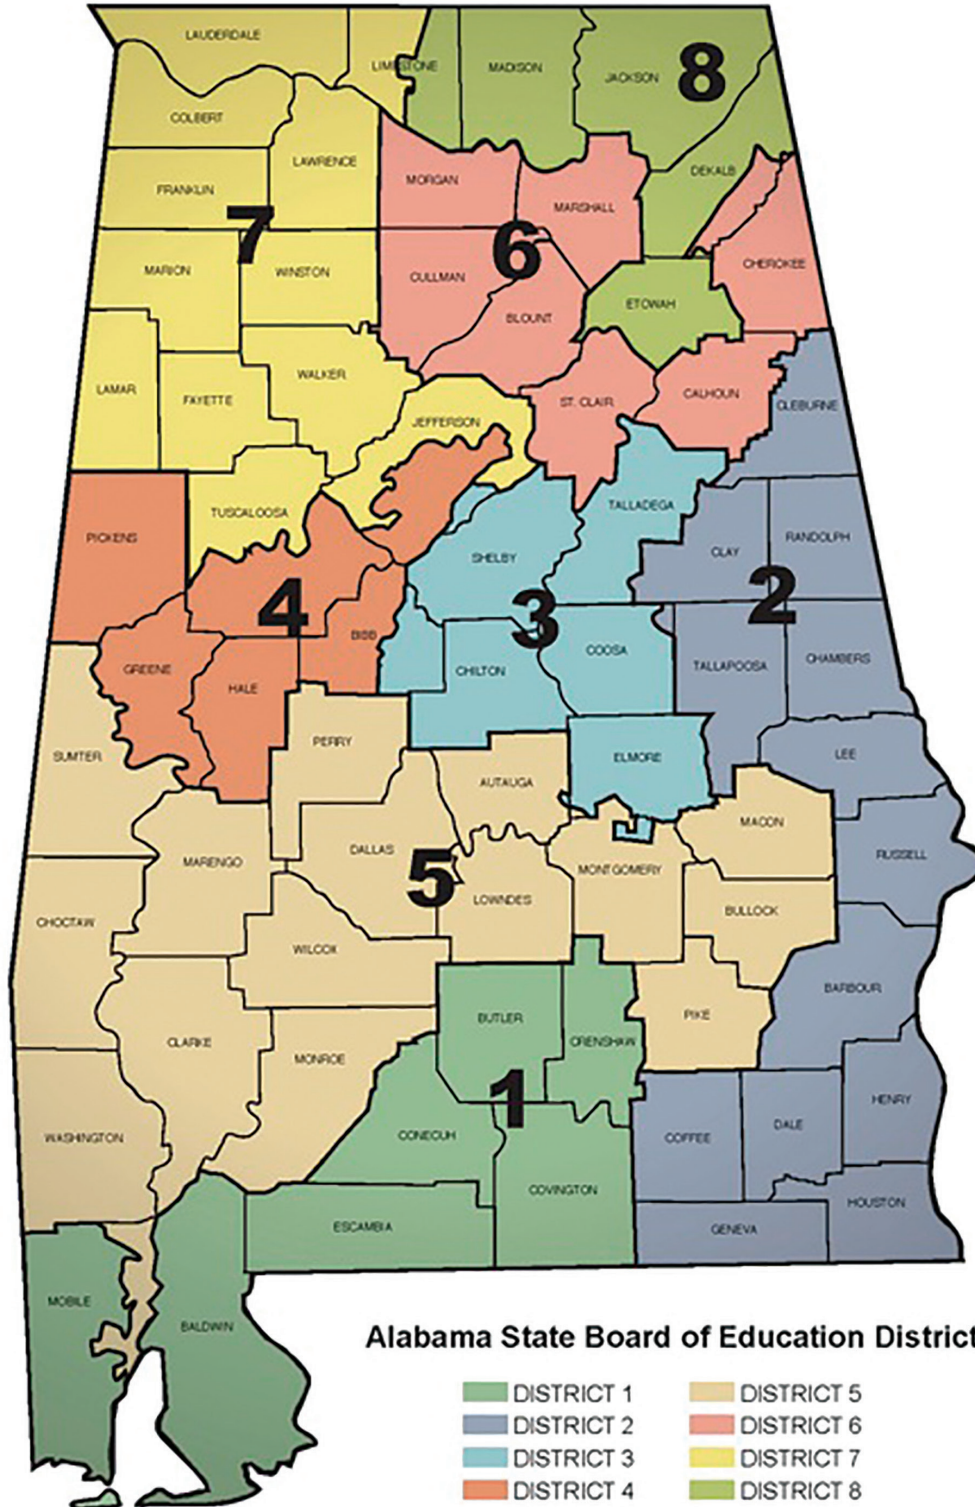 LAUDERDALE
LIMESTONE
MADISON
JACKSON
8
COLBERT
LAWRENCE
FRANKLIN
MORGAN
DEKALB
MARSHALL
7
6
MARION
WINSTON
CULLMAN
CHEROKEE
ETOWAH
BLOUNT
LAMAR
FAYETTE
WALKER
ST. CLAIR
CALHOUN
CLEBURNE
JEFFERSON
TUSCALOOSA
TALLADEGA
PICKENS
SHELBY
CLAY
RANDOLPH
4
3
2
BIBB
GREENE
HALE
CHILTON
COOSA
TALLAPOOSA
CHAMBERS
SUMTER
PERRY
AUTAUGA
ELMORE
LEE
MACON
MARENGO
DALLAS
5
MONTGOMERY
RUSSELL
LOWNDES
BULLOCK
CHOCTAW
WILCOX
BARBOUR
BUTLER
PIKE
CLARKE
MONROE
CRENSHAW
1
HENRY
WASHINGTON
CONECUH
COFFEE
DALE
COVINGTON
HOUSTON
ESCAMBIA
GENEVA
MOBILE
BALDWIN
Alabama State Board of Education District
DISTRICT 1
DISTRICT 2
DISTRICT 3
DISTRICT 4
DISTRICT 5
DISTRICT 6
DISTRICT 7
DISTRICT 8